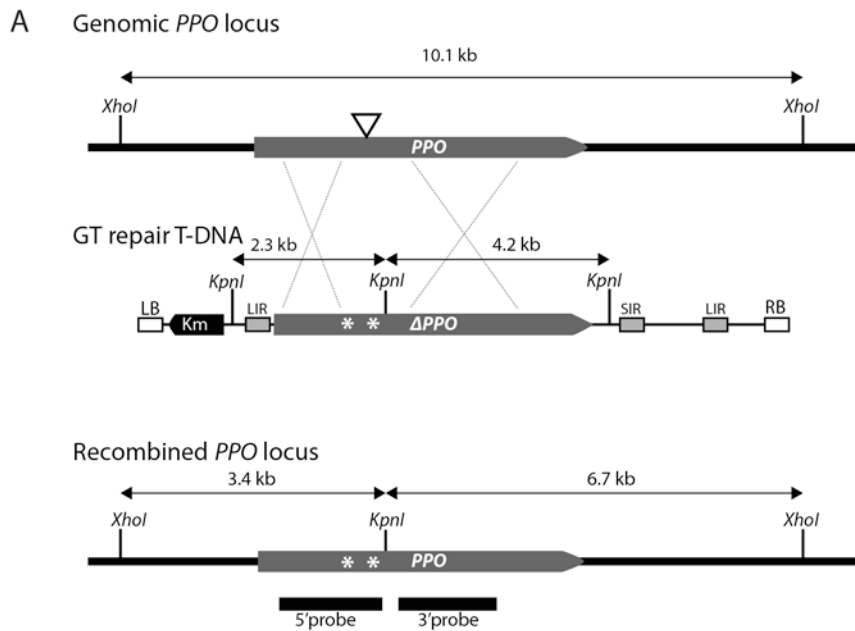 A
Genomic PPO locus
10.1 kb
XhoI XhoI
PPO
GT repair T-DNA
2.3 kb 4.2 kb
KpnI KpnI KpnI
LB LIR SIR LIR RB
Km * * ΔPPO
Recombined PPO locus
3.4 kb 6.7 kb
XhoI KpnI XhoI
* * PPO
5'probe 3'probe